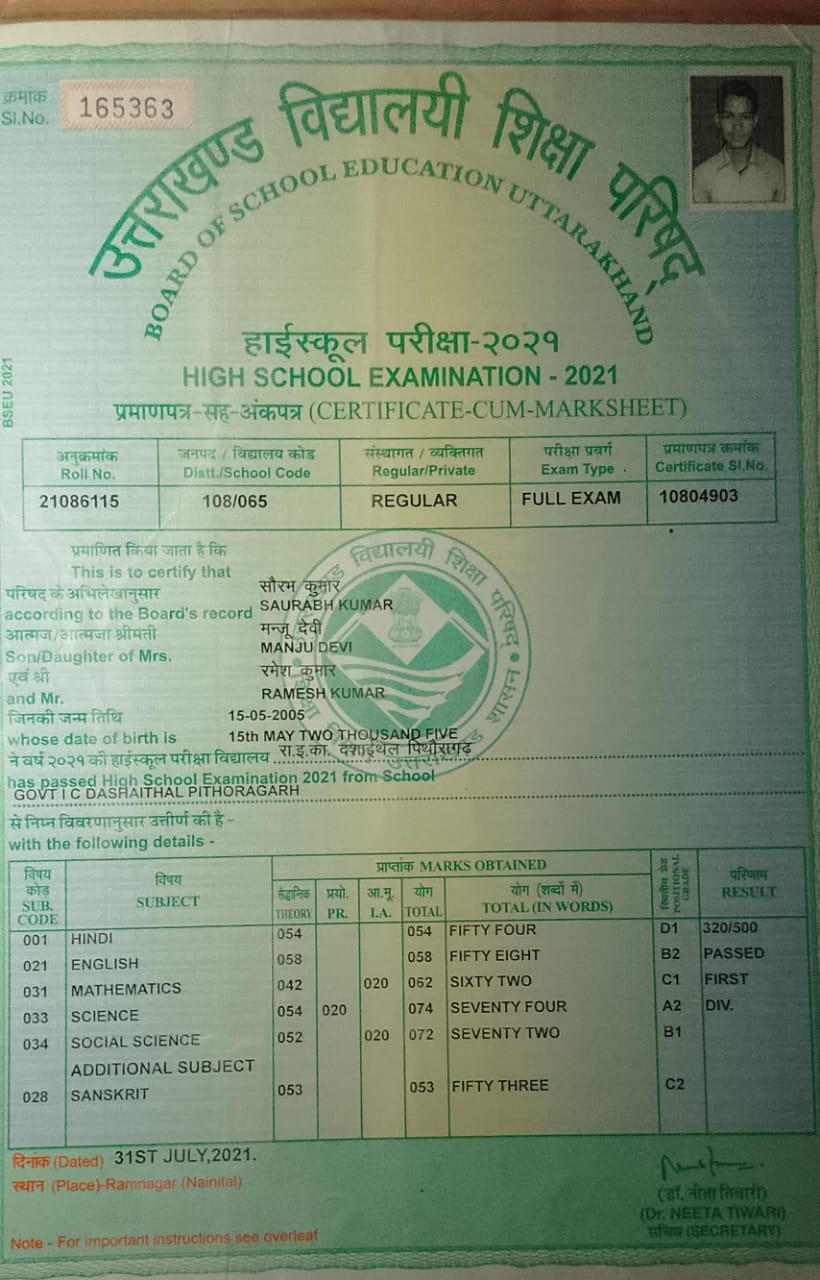 क्रमांक
Sl.No. 165363
उत्तराखण्ड विद्यालयी शिक्षा परिषद्
BOARD OF SCHOOL EDUCATION UTTARAKHAND
हाईस्कूल परीक्षा-२०२१
HIGH SCHOOL EXAMINATION - 2021
प्रमाणपत्र-सह-अंकपत्र (CERTIFICATE-CUM-MARKSHEET)
BSEU 2021
अनुक्रमांक जनपद / विद्यालय कोड संस्थागत / व्यक्तिगत परीक्षा प्रवर्ग प्रमाणपत्र क्रमांक
Roll No. Distt./School Code Regular/Private Exam Type . Certificate Sl.No.
21086115 108/065 REGULAR FULL EXAM 10804903
प्रमाणित किया जाता है कि
This is to certify that
परिषद् के अभिलेखानुसार सौरभ कुमार
according to the Board's record SAURABH KUMAR
आत्मज/आत्मजा श्रीमती मन्जू देवी
Son/Daughter of Mrs. MANJU DEVI
एवं श्री रमेश कुमार
and Mr. RAMESH KUMAR
जिनकी जन्म तिथि 15-05-2005
whose date of birth is 15th MAY TWO THOUSAND FIVE
ने वर्ष २०२१ की हाईस्कूल परीक्षा विद्यालय रा.इ.का. दशाईथल पिथौरागढ़
has passed High School Examination 2021 from School
GOVT I C DASHAITHAL PITHORAGARH
से निम्न विवरणानुसार उत्तीर्ण की है -
with the following details -
विषय कोड़ विषय प्राप्तांक MARKS OBTAINED परिणाम
SUB. CODE SUBJECT सैद्धान्तिक प्रयो. आ.मू. योग योग (शब्दों में) POSITIONAL GRADE RESULT
THEORY PR. I.A. TOTAL TOTAL (IN WORDS)
001 HINDI 054 054 FIFTY FOUR D1 320/500
021 ENGLISH 058 058 FIFTY EIGHT B2 PASSED
031 MATHEMATICS 042 020 062 SIXTY TWO C1 FIRST
033 SCIENCE 054 020 074 SEVENTY FOUR A2 DIV.
034 SOCIAL SCIENCE 052 020 072 SEVENTY TWO B1
ADDITIONAL SUBJECT
028 SANSKRIT 053 053 FIFTY THREE C2
दिनांक (Dated) 31ST JULY,2021.
स्थान (Place)-Ramnagar (Nainital)
(डॉ. नीता तिवारी)
(Dr. NEETA TIWARI)
सचिव (SECRETARY)
Note - For important instructions see overleaf